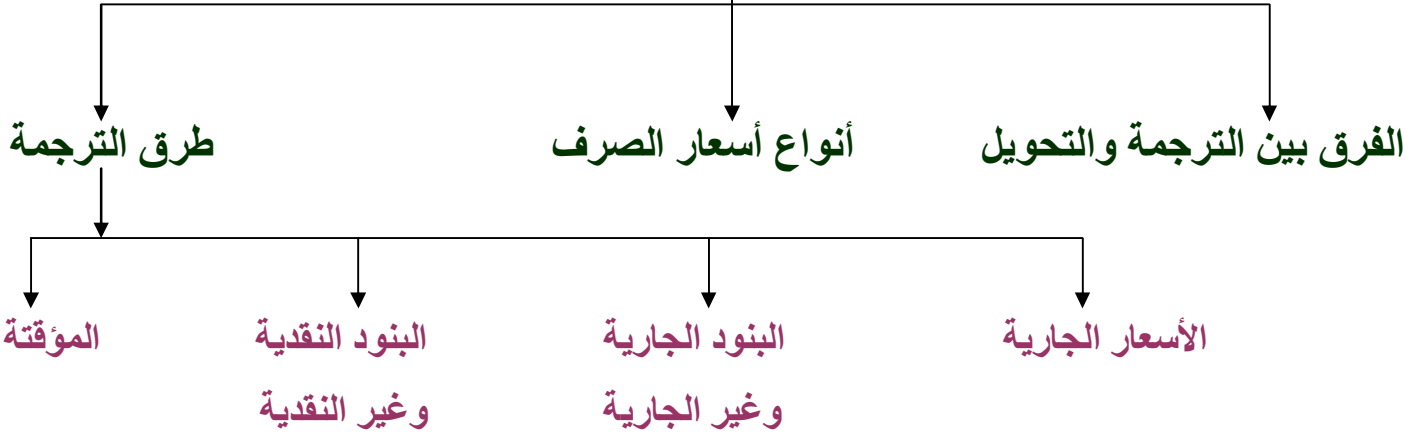 الفرق بين الترجمة والتحويل
أنواع أسعار الصرف
طرق الترجمة
الأسعار الجارية
البنود الجارية
وغير الجارية
البنود النقدية
وغير النقدية
المؤقتة